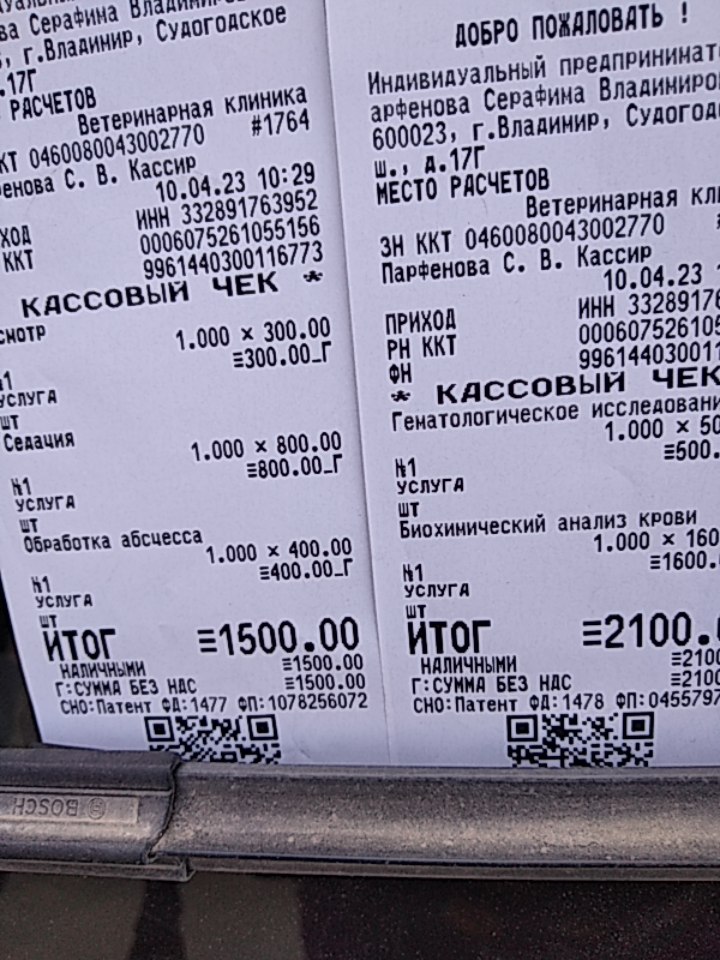 ва Серафина Владимиров
, г.Владимир, Судогодское
.17Г
РАСЧЕТОВ
Ветеринарная клиника
ККТ 0460080043002770 #1764
фенова С. В. Кассир
10.04.23 10:29
ХОД ИНН 332891763952
ККТ 0006075261055156
9961440300116773
КАССОВЫЙ ЧЕК *
смотр
1.000 × 300.00
≡300.00_Г
№1
УСЛУГА
шт
Седация
1.000 × 800.00
≡800.00_Г
№1
УСЛУГА
шт
Обработка абсцесса
1.000 × 400.00
≡400.00_Г
№1
УСЛУГА
шт
ИТОГ ≡1500.00
НАЛИЧНЫМИ ≡1500.00
Г:СУММА БЕЗ НДС ≡1500.00
СНО:Патент ФД:1477 ФП:1078256072
ДОБРО ПОЖАЛОВАТЬ !
Индивидуальный предпринимат
арфенова Серафина Владимиро
600023, г.Владимир, Судогод
ш., д.17Г
МЕСТО РАСЧЕТОВ
Ветеринарная кли
ЗН ККТ 0460080043002770
Парфенова С. В. Кассир
10.04.23
ПРИХОД ИНН 3328917
РН ККТ 00060752610
ФН 99614403001
* КАССОВЫЙ ЧЕК
Гематологическое исследовани
1.000 × 50
≡500.
№1
УСЛУГА
шт
Биохимический анализ крови
1.000 × 160
≡1600.
№1
УСЛУГА
шт
ИТОГ ≡2100.
НАЛИЧНЫМИ ≡2100
Г:СУММА БЕЗ НДС ≡2100
СНО:Патент ФД:1478 ФП:0455797
BOSCH